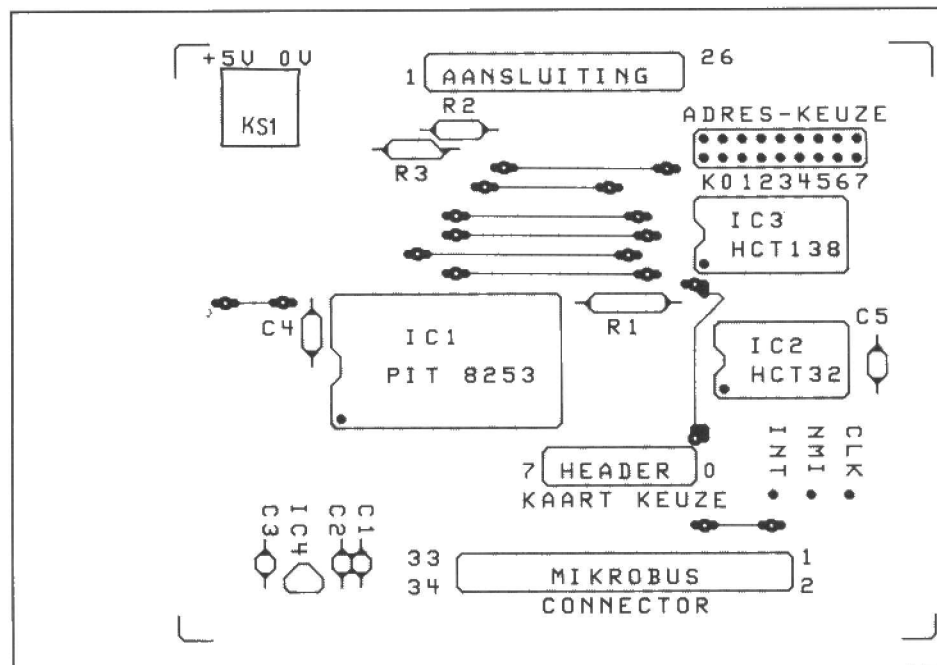 +5V 0V
KS1
1 AANSLUITING 26
R2
R3
ADRES-KEUZE
K01234567
IC3
HCT138
C4
IC1
PIT 8253
R1
IC2
HCT32
C5
INT
NMI
CLK
7 HEADER 0
KAART KEUZE
C3
IC4
C2
C1
33
34
MIKROBUS
CONNECTOR
1
2